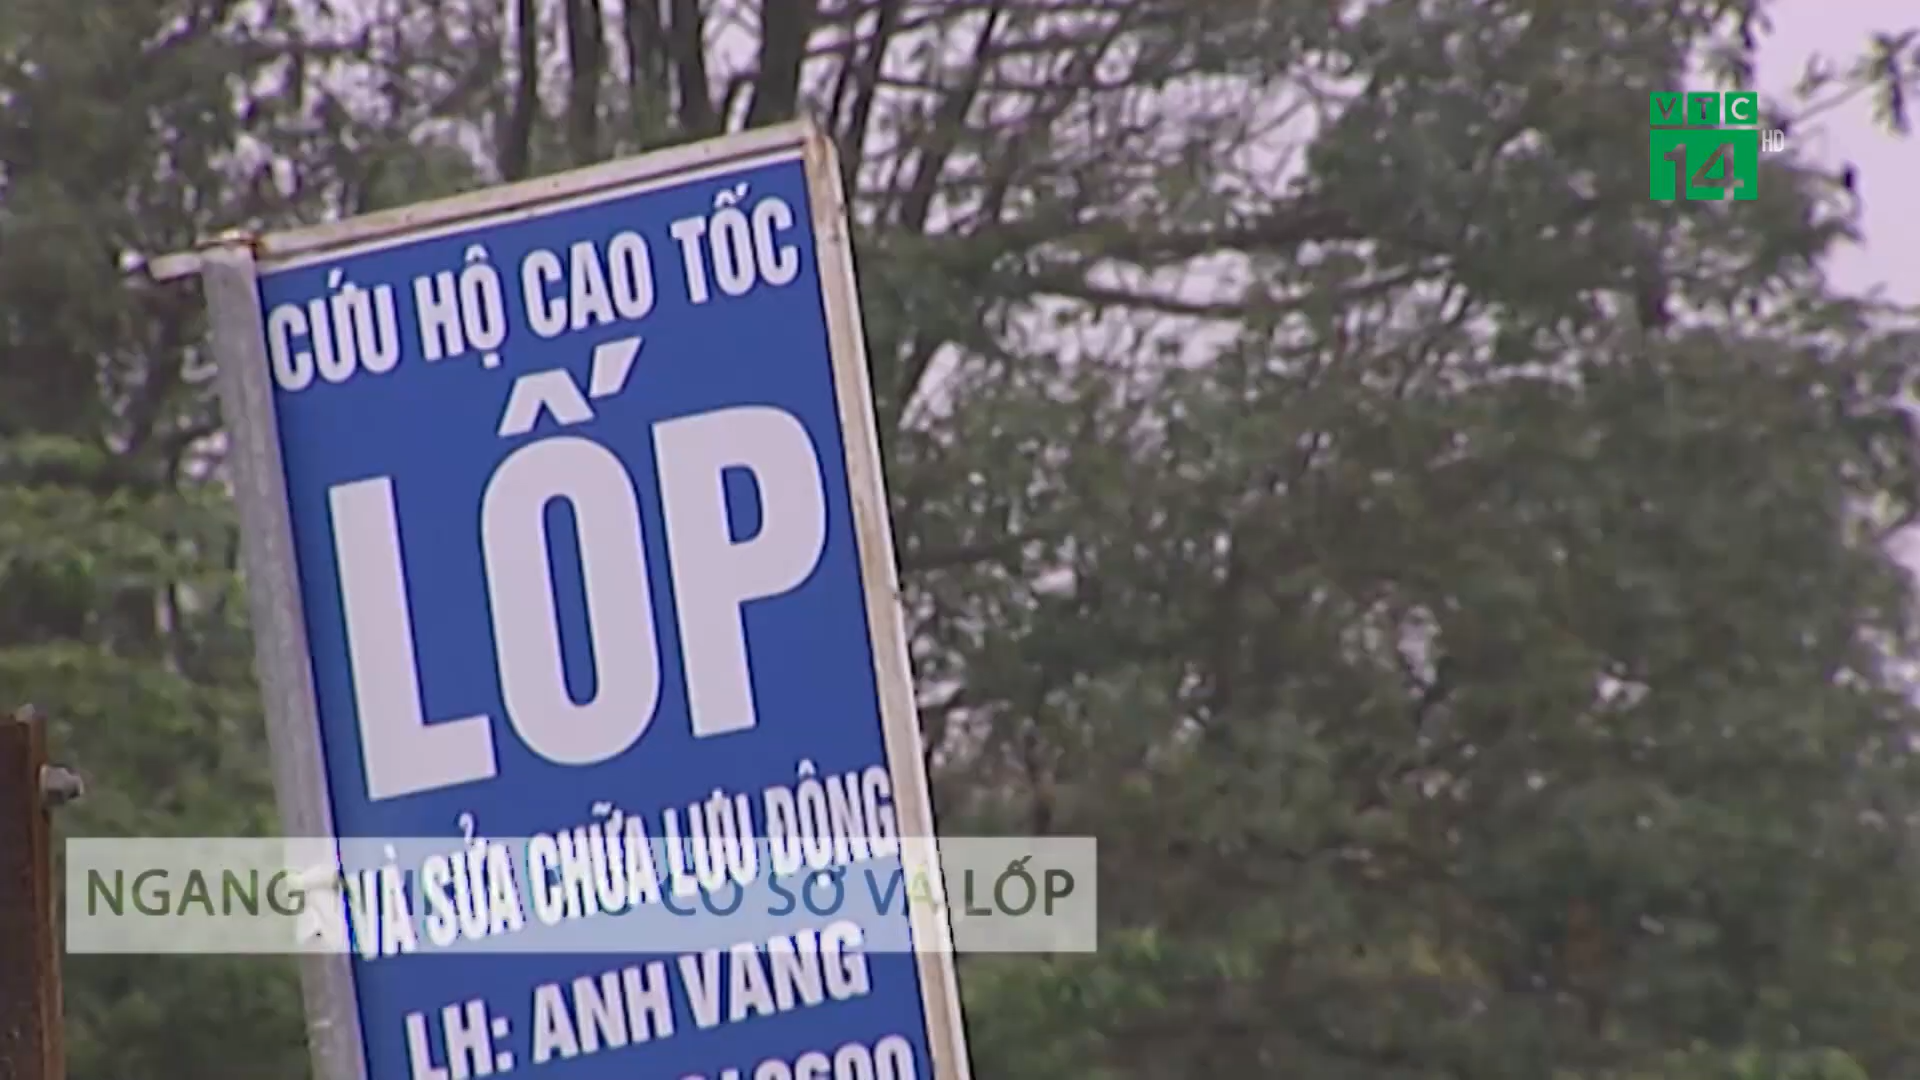 VTC
14
HD
CỨU HỘ CAO TỐC
LỐP
VÀ SỬA CHỮA LƯU ĐỘNG
NGANG CƠ SỞ VÁ LỐP
LH: ANH VANG